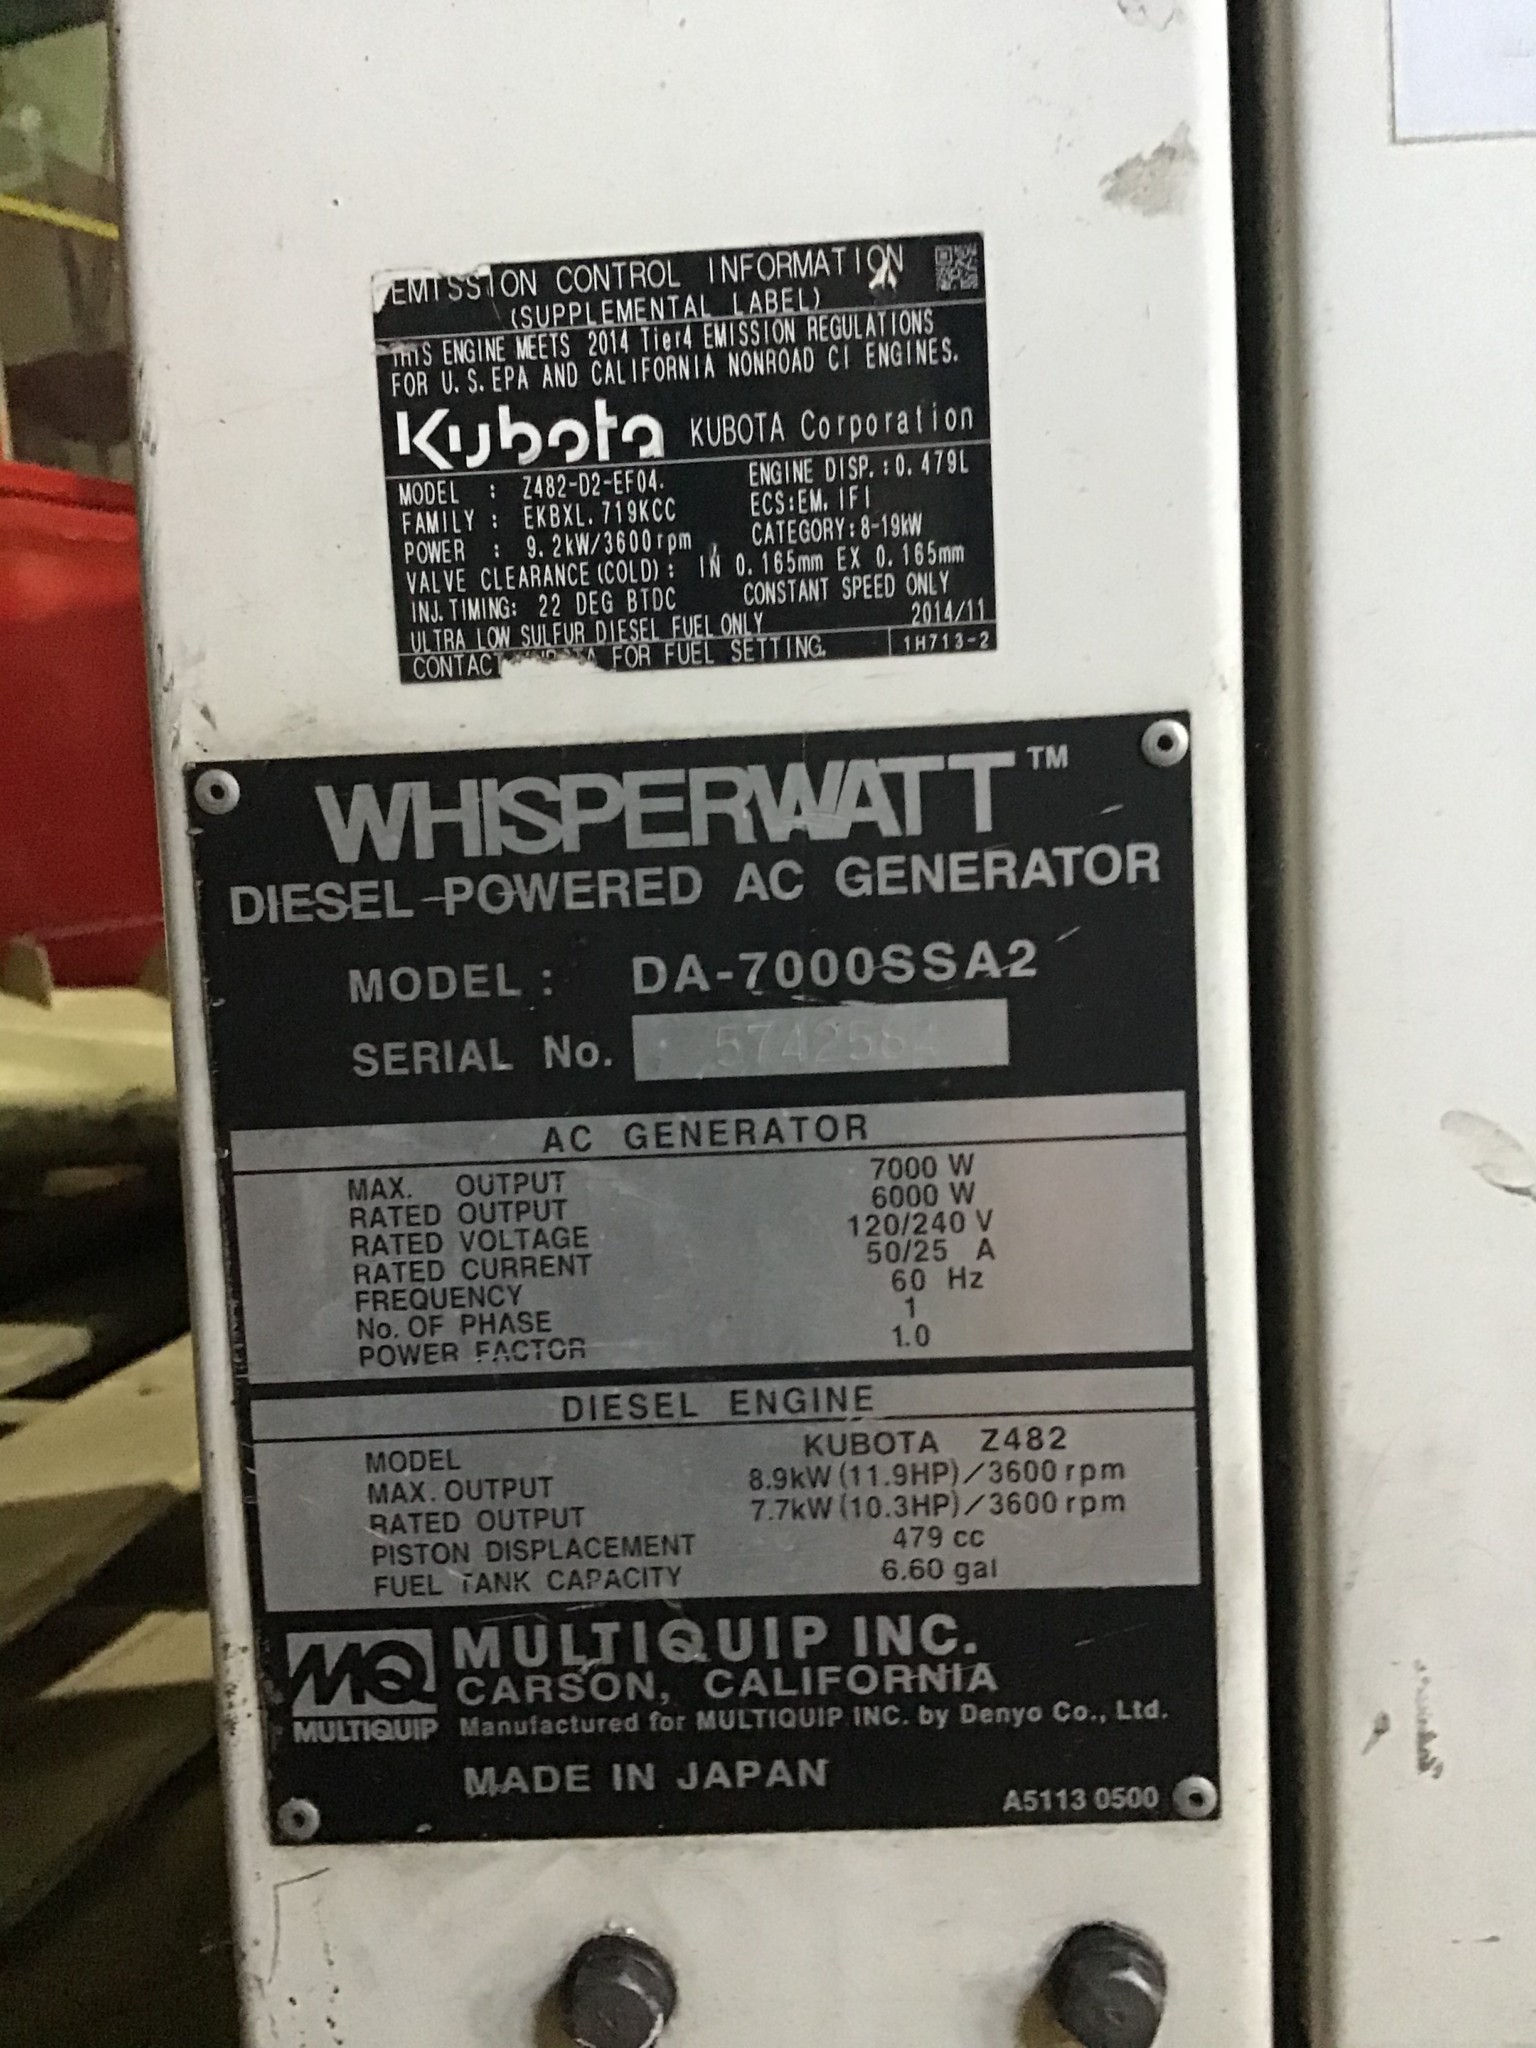 EMISSION CONTROL INFORMATION
(SUPPLEMENTAL LABEL)
THIS ENGINE MEETS 2014 Tier4 EMISSION REGULATIONS
FOR U.S.EPA AND CALIFORNIA NONROAD CI ENGINES.
Kubota KUBOTA Corporation
MODEL : Z482-D2-EF04. ENGINE DISP.:0.479L
FAMILY : EKBXL.719KCC ECS:EM, IFI
POWER : 9.2kW/3600rpm CATEGORY:8-19kW
VALVE CLEARANCE(COLD): IN 0.165mm EX 0.165mm
INJ.TIMING: 22 DEG BTDC CONSTANT SPEED ONLY
ULTRA LOW SULFUR DIESEL FUEL ONLY 2014/11
CONTACT KUBOTA FOR FUEL SETTING. 1H713-2
WHISPERWATT™
DIESEL-POWERED AC GENERATOR
MODEL : DA-7000SSA2
SERIAL No.
AC GENERATOR
MAX. OUTPUT 7000 W
RATED OUTPUT 6000 W
RATED VOLTAGE 120/240 V
RATED CURRENT 50/25 A
FREQUENCY 60 Hz
No. OF PHASE 1
POWER FACTOR 1.0
DIESEL ENGINE
MODEL KUBOTA Z482
MAX. OUTPUT 8.9kW(11.9HP)/3600rpm
RATED OUTPUT 7.7kW(10.3HP)/3600rpm
PISTON DISPLACEMENT 479 cc
FUEL TANK CAPACITY 6.60 gal
MQ MULTIQUIP INC.
CARSON, CALIFORNIA
MULTIQUIP Manufactured for MULTIQUIP INC. by Denyo Co., Ltd.
MADE IN JAPAN
A5113 0500